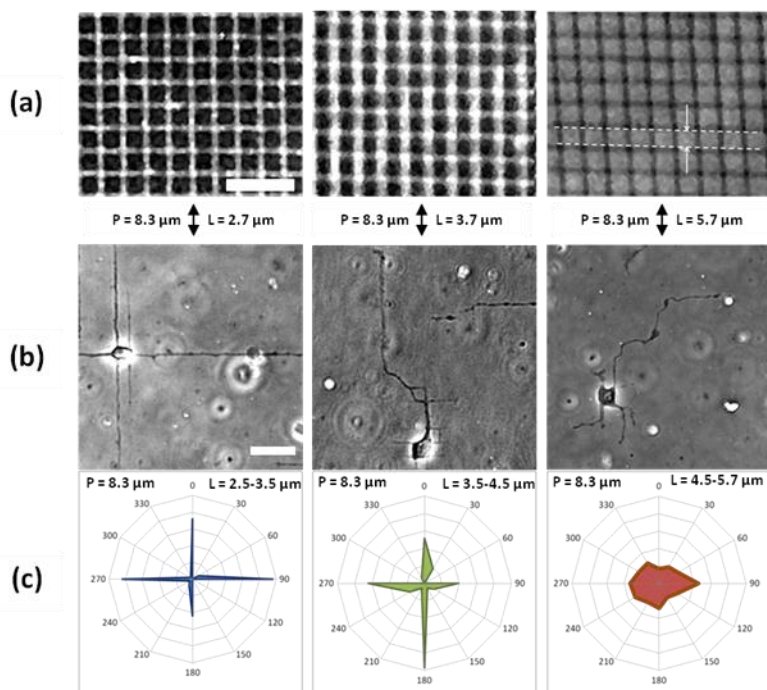 (a)
P = 8.3 µm L = 2.7 µm
P = 8.3 µm L = 3.7 µm
P = 8.3 µm L = 5.7 µm
(b)
(c)
P = 8.3 µm L = 2.5-3.5 µm
0
330 30
300 60
270 90
240 120
210 150
180
P = 8.3 µm L = 3.5-4.5 µm
0
330 30
300 60
270 90
240 120
210 150
180
P = 8.3 µm L = 4.5-5.7 µm
0
330 30
300 60
270 90
240 120
210 150
180